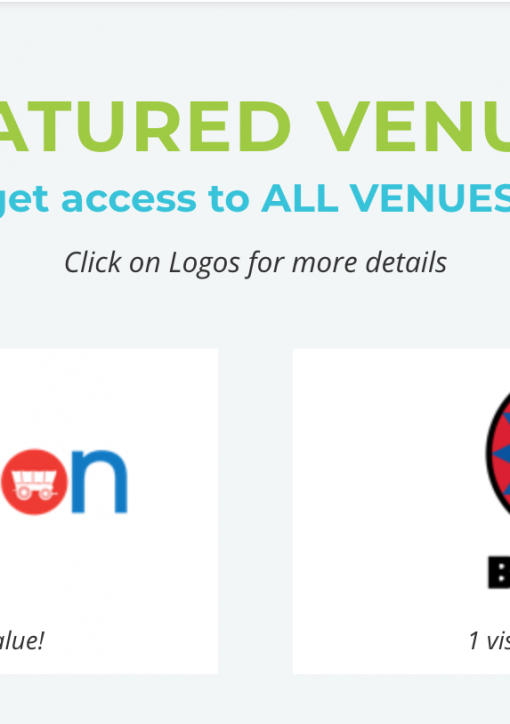 ATURED VENU
get access to ALL VENUES
Click on Logos for more details
on
B
alue!
1 vis